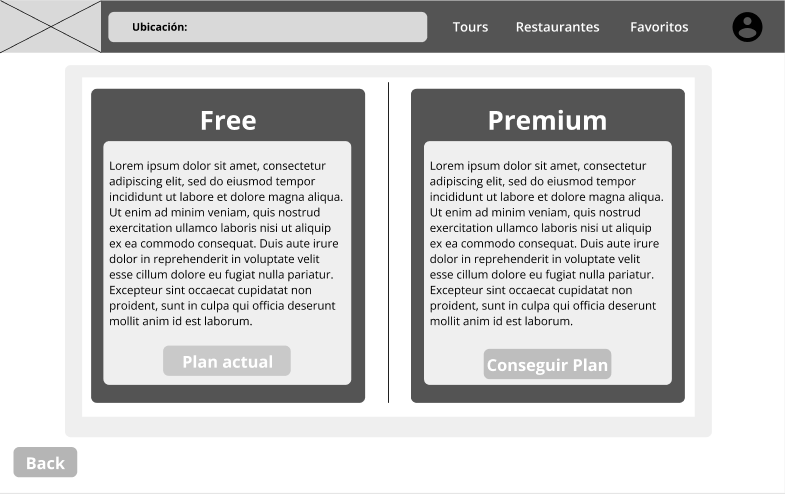 Ubicación:
Tours
Restaurantes
Favoritos
Free
Lorem ipsum dolor sit amet, consectetur
adipiscing elit, sed do eiusmod tempor
incididunt ut labore et dolore magna aliqua.
Ut enim ad minim veniam, quis nostrud
exercitation ullamco laboris nisi ut aliquip
ex ea commodo consequat. Duis aute irure
dolor in reprehenderit in voluptate velit
esse cillum dolore eu fugiat nulla pariatur.
Excepteur sint occaecat cupidatat non
proident, sunt in culpa qui officia deserunt
mollit anim id est laborum.
Plan actual
Premium
Lorem ipsum dolor sit amet, consectetur
adipiscing elit, sed do eiusmod tempor
incididunt ut labore et dolore magna aliqua.
Ut enim ad minim veniam, quis nostrud
exercitation ullamco laboris nisi ut aliquip
ex ea commodo consequat. Duis aute irure
dolor in reprehenderit in voluptate velit
esse cillum dolore eu fugiat nulla pariatur.
Excepteur sint occaecat cupidatat non
proident, sunt in culpa qui officia deserunt
mollit anim id est laborum.
Conseguir Plan
Back